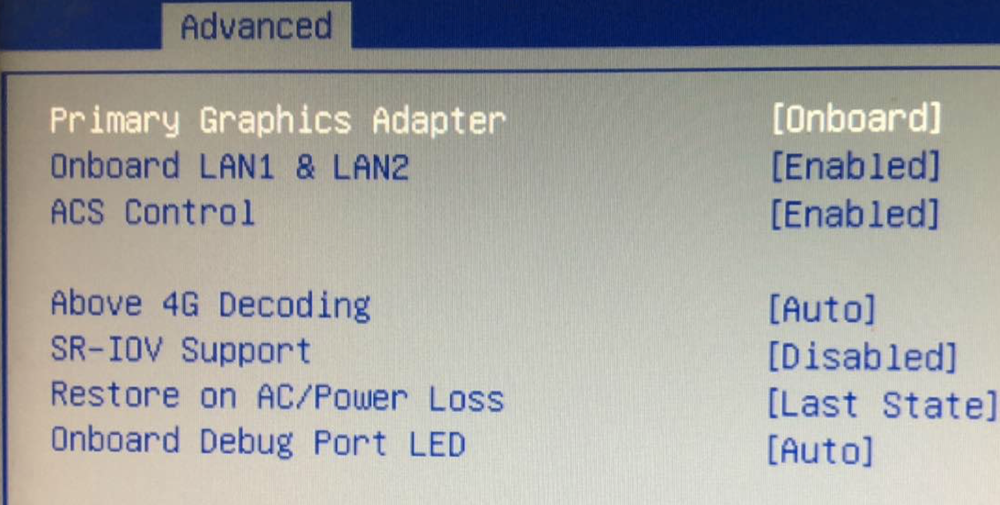 Advanced
Primary Graphics Adapter [Onboard]
Onboard LAN1 & LAN2 [Enabled]
ACS Control [Enabled]
Above 4G Decoding [Auto]
SR-IOV Support [Disabled]
Restore on AC/Power Loss [Last State]
Onboard Debug Port LED [Auto]